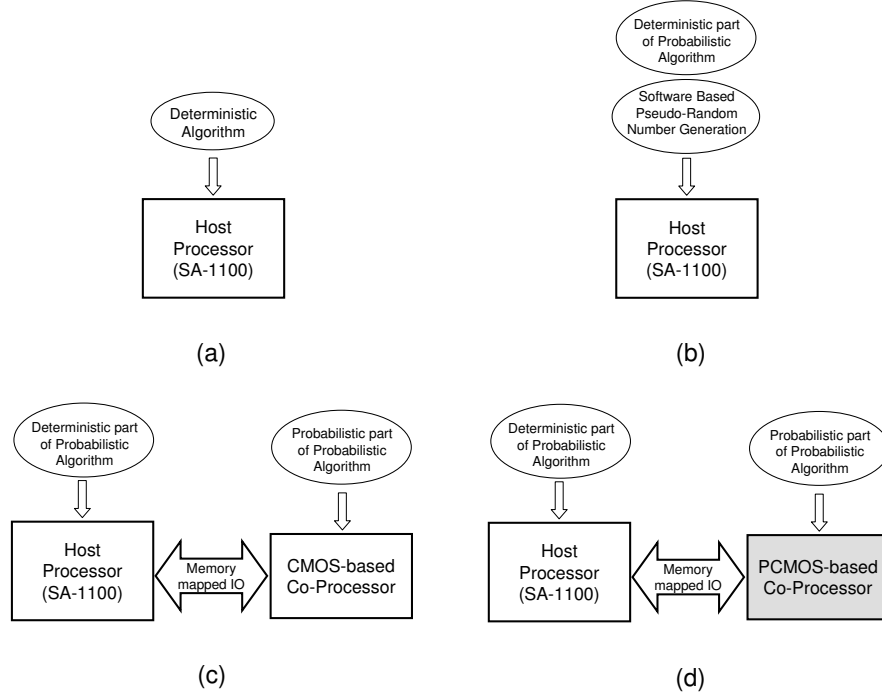 Deterministic
Algorithm
Host
Processor
(SA-1100)
(a)
Deterministic part
of Probabilistic
Algorithm
Software Based
Pseudo-Random
Number Generation
Host
Processor
(SA-1100)
(b)
Deterministic part
of Probabilistic
Algorithm
Probabilistic part
of Probabilistic
Algorithm
Host
Processor
(SA-1100)
Memory
mapped IO
CMOS-based
Co-Processor
(c)
Deterministic part
of Probabilistic
Algorithm
Probabilistic part
of Probabilistic
Algorithm
Host
Processor
(SA-1100)
Memory
mapped IO
PCMOS-based
Co-Processor
(d)